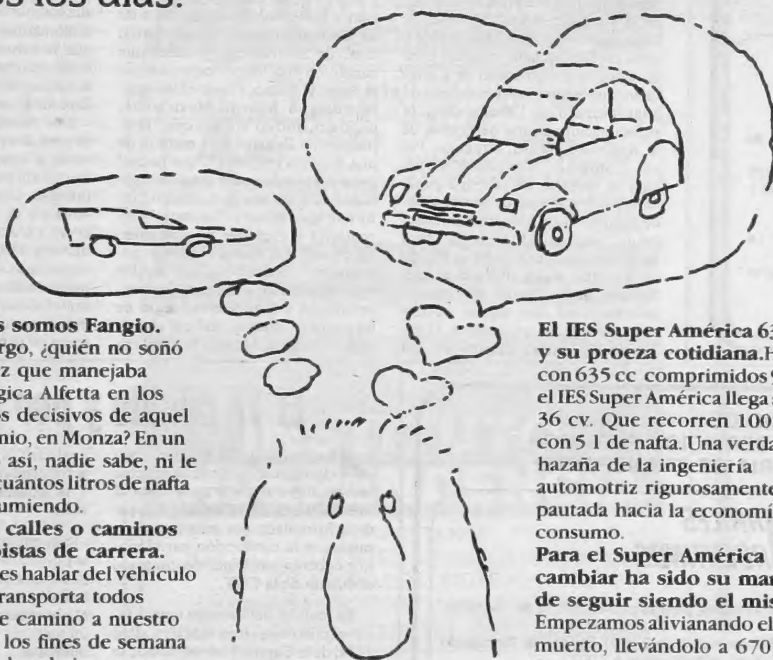 os los días.
s somos Fangio.
rgo, ¿quién no soñó
z que manejaba
gica Alfetta en los
os decisivos de aquel
mio, en Monza? En un
así, nadie sabe, ni le
cuántos litros de nafta
umiendo.
calles o caminos
pistas de carrera.
es hablar del vehículo
transporta todos
e camino a nuestro
los fines de semana
El IES Super América 63
y su proeza cotidiana.
con 635 cc comprimidos 9
el IES Super América llega
36 cv. Que recorren 100
con 5 l de nafta. Una verda
hazaña de la ingeniería
automotriz rigurosamente
pautada hacia la economí
consumo.
Para el Super América
cambiar ha sido su man
de seguir siendo el mis
Empezamos alivianando el
muerto, llevándolo a 670